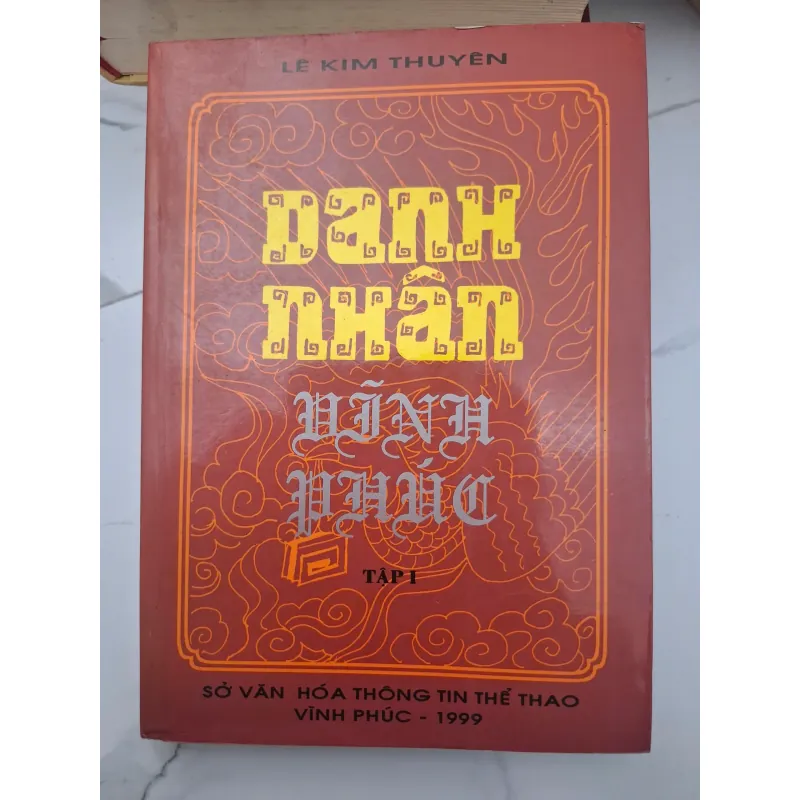 LÊ KIM THUYÊN
DANH
NHÂN
VĨNH
PHÚC
TẬP I
SỞ VĂN HÓA THÔNG TIN THỂ THAO
VĨNH PHÚC - 1999